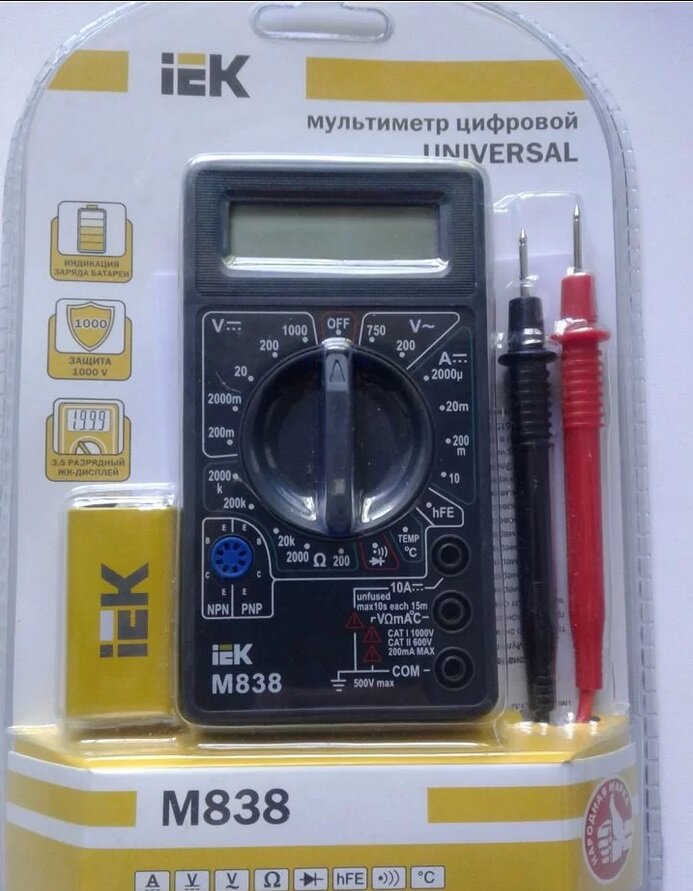 iEK
мультиметр цифровой
UNIVERSAL
ИНДИКАЦИЯ
ЗАРЯДА БАТАРЕИ
1000
ЗАЩИТА
1000 V
1999
3,5 РАЗРЯДНЫЙ
ЖК-ДИСПЛЕЙ
iEK
V⎓ 1000 OFF 750 V~
200 200
A⎓
20 2000µ
2000m 20m
200m 200
m
2000 10
k
200k hFE
20k TEMP
2000 Ω 200 °C
E E
B B
C C
E E
NPN PNP
10A⎓
unfused
max10s each 15m
VΩmA°C
CAT I 1000V
CAT II 600V
200mA MAX
COM
500V max
iEK
M838
M838
НАРОДНАЯ МАРКА
A V V Ω hFE •))) °C